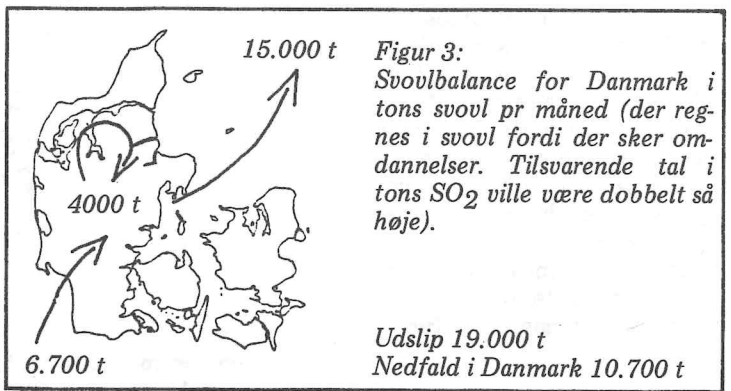 15.000 t
4000 t
6.700 t
Figur 3:
Svovlbalance for Danmark i
tons svovl pr måned (der reg-
nes i svovl fordi der sker om-
dannelser. Tilsvarende tal i
tons SO2 ville være dobbelt så
høje).
Udslip 19.000 t
Nedfald i Danmark 10.700 t